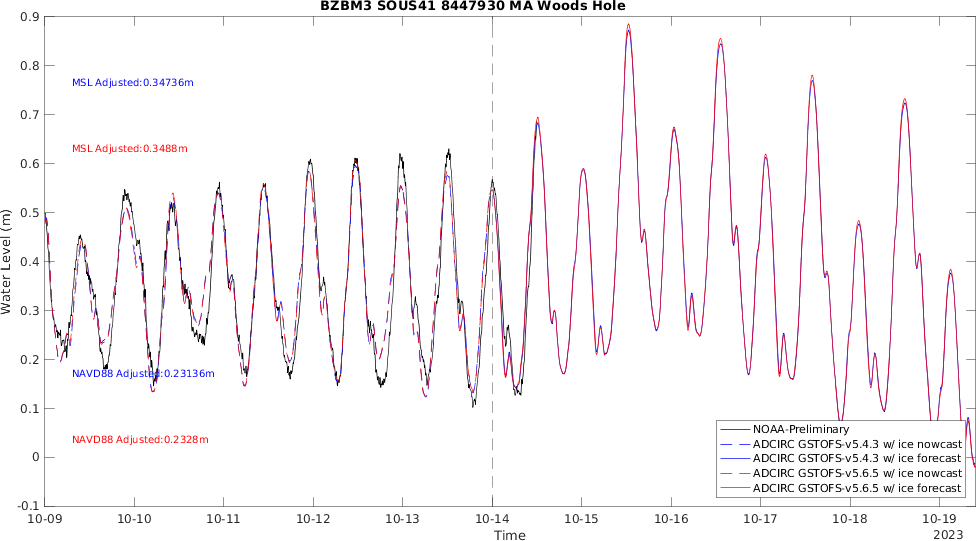 BZBM3 SOUS41 8447930 MA Woods Hole
Water Level (m)
0.9
0.8
0.7
0.6
0.5
0.4
0.3
0.2
0.1
0
-0.1
MSL Adjusted:0.34736m
MSL Adjusted:0.3488m
NAVD88 Adjusted:0.23136m
NAVD88 Adjusted:0.2328m
NOAA-Preliminary
ADCIRC GSTOFS-v5.4.3 w/ ice nowcast
ADCIRC GSTOFS-v5.4.3 w/ ice forecast
ADCIRC GSTOFS-v5.6.5 w/ ice nowcast
ADCIRC GSTOFS-v5.6.5 w/ ice forecast
10-09 10-10 10-11 10-12 10-13 10-14 10-15 10-16 10-17 10-18 10-19
Time
2023